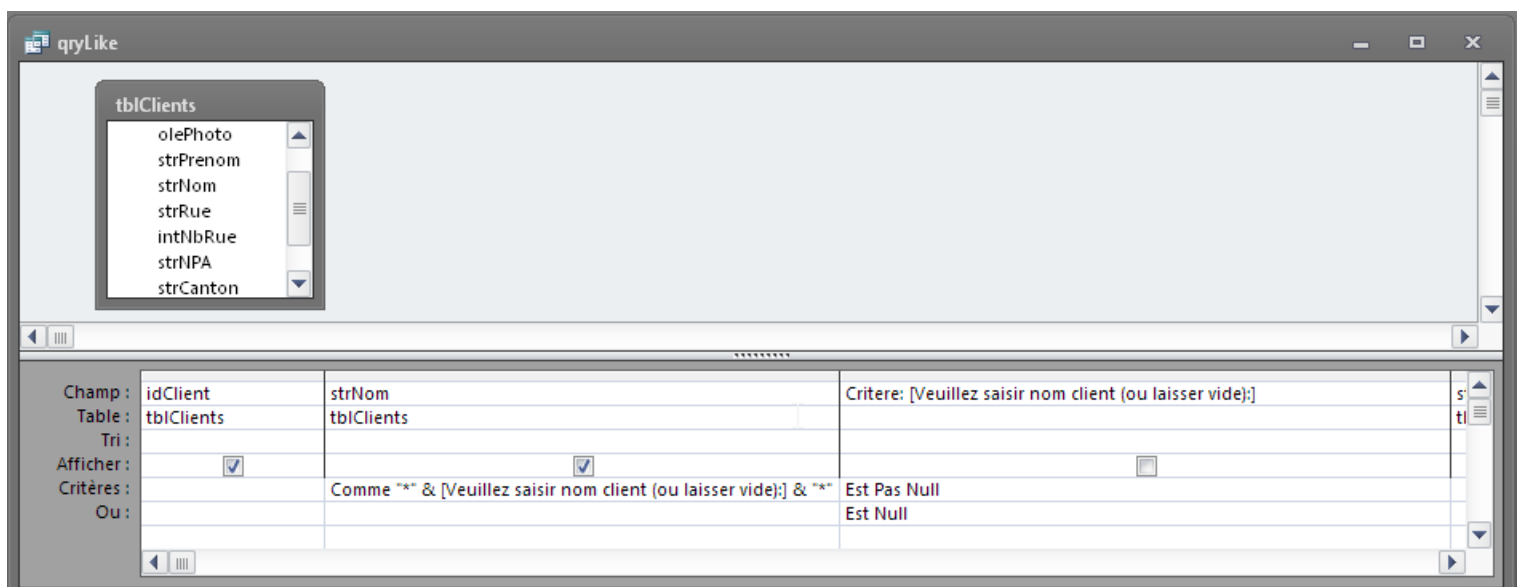 qryLike
tblClients
olePhoto
strPrenom
strNom
strRue
intNbRue
strNPA
strCanton
Champ : idClient strNom Critere: [Veuillez saisir nom client (ou laisser vide):]
Table : tblClients tblClients
Tri :
Afficher :
Critères : Comme "*" & [Veuillez saisir nom client (ou laisser vide):] & "*" Est Pas Null
Ou : Est Null